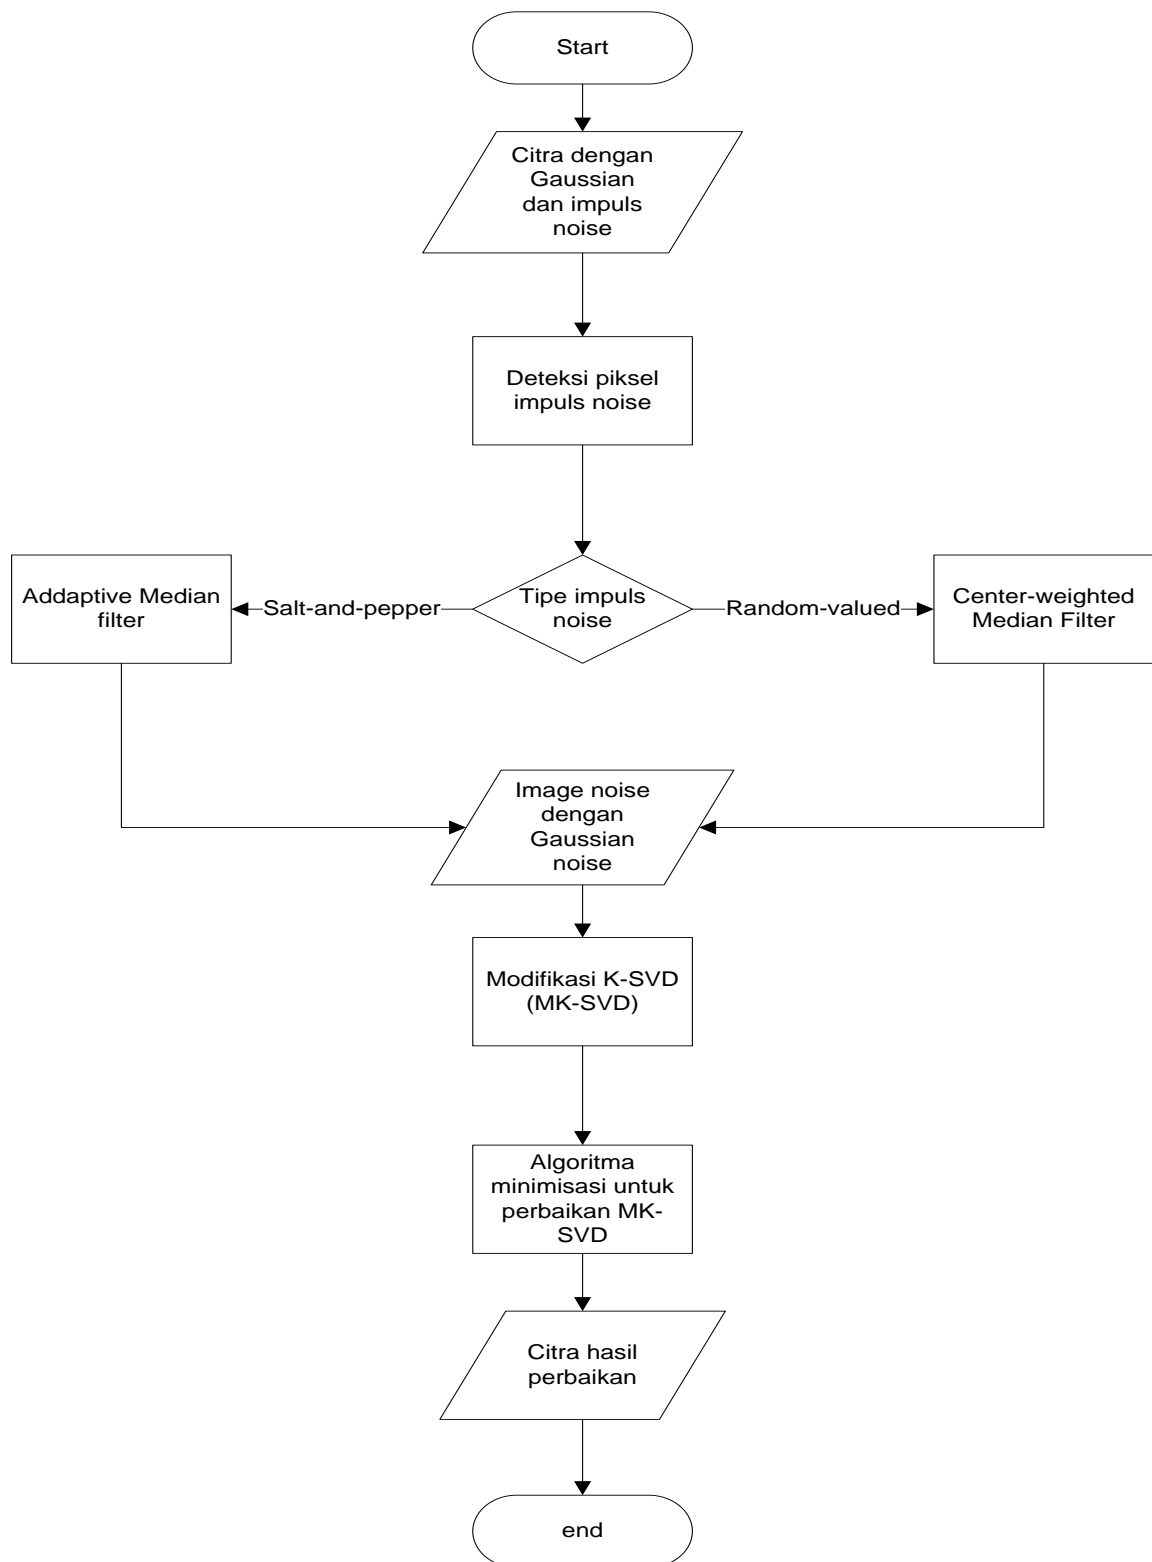 Start
Citra dengan
Gaussian
dan impuls
noise
Deteksi piksel
impuls noise
Addaptive Median
filter
Salt-and-pepper
Tipe impuls
noise
Random-valued
Center-weighted
Median Filter
Image noise
dengan
Gaussian
noise
Modifikasi K-SVD
(MK-SVD)
Algoritma
minimisasi untuk
perbaikan MK-
SVD
Citra hasil
perbaikan
end